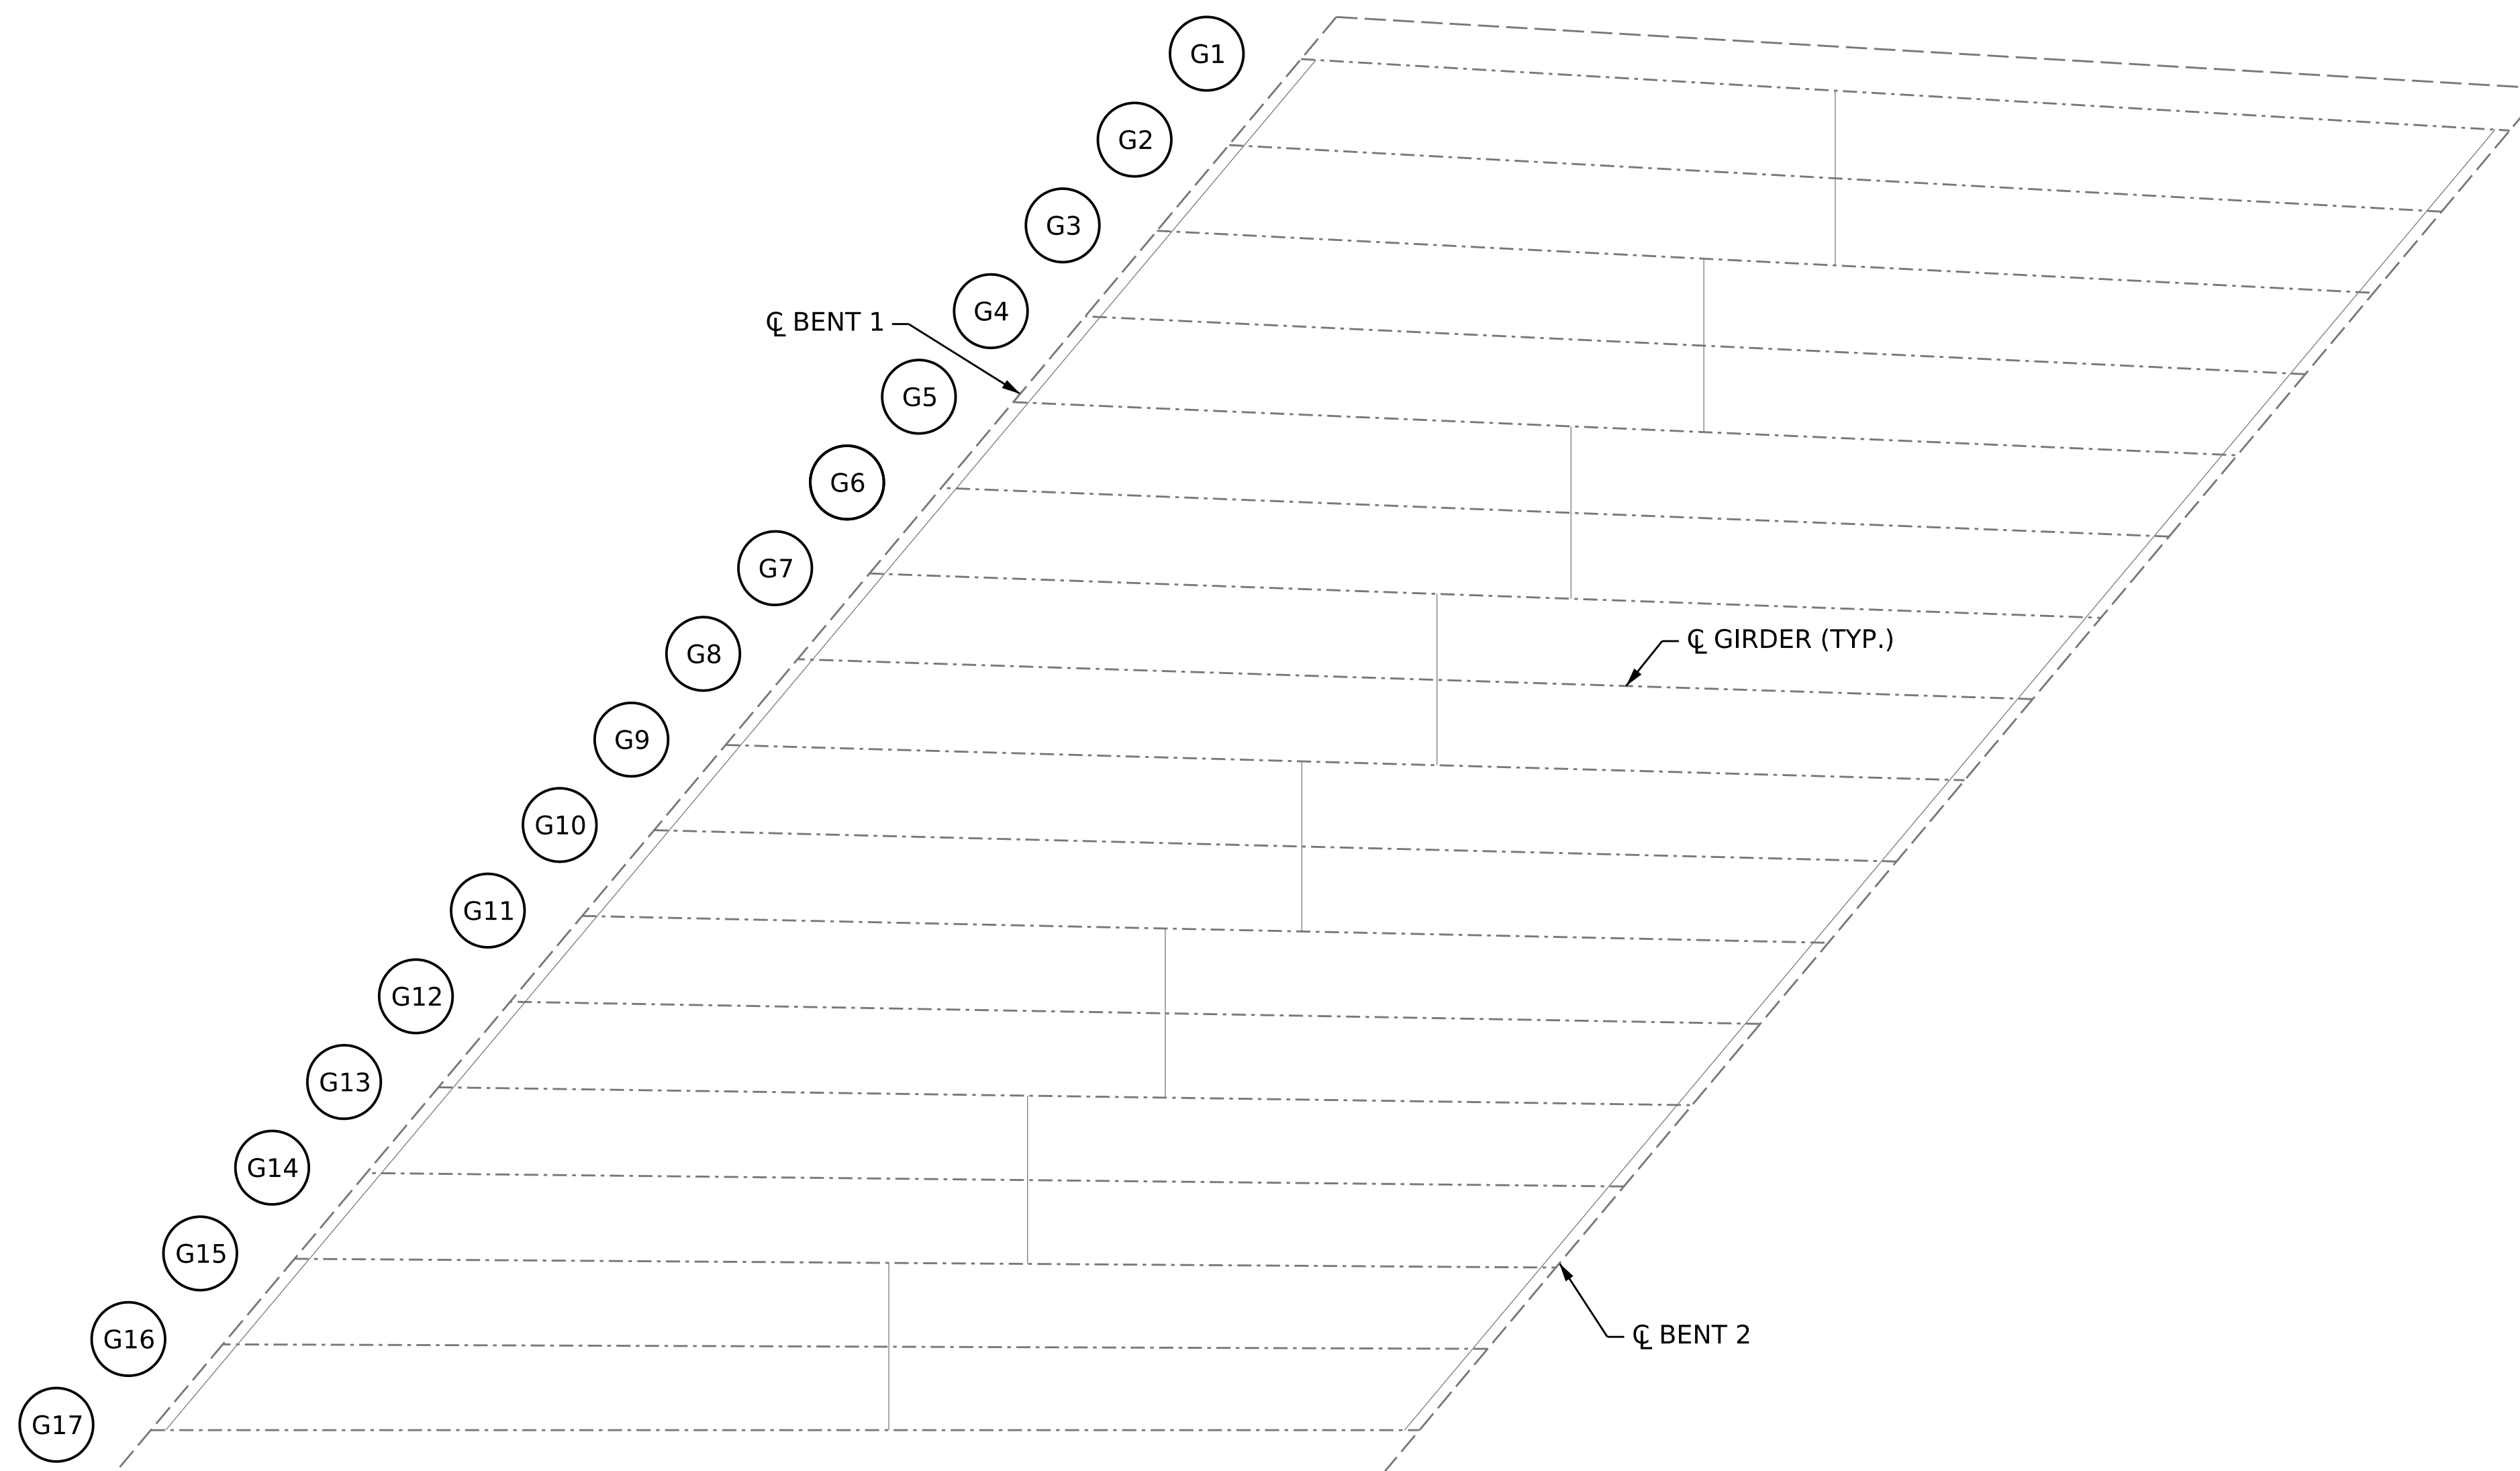 G1
G2
G3
G4
℄ BENT 1
G5
G6
G7
℄ GIRDER (TYP.)
G8
G9
G10
G11
G12
G13
G14
G15
℄ BENT 2
G16
G17